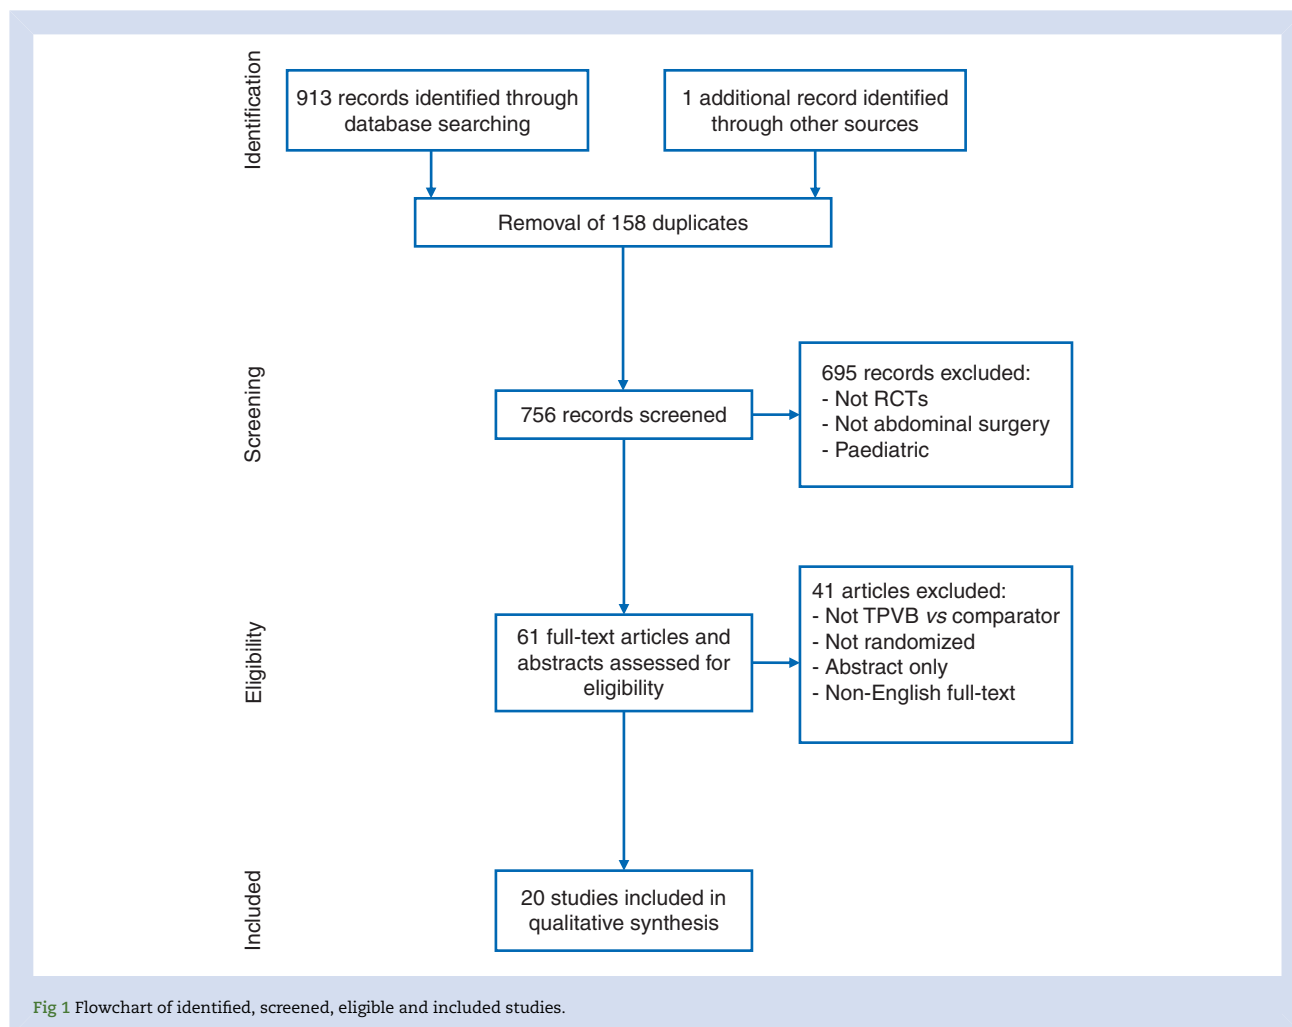 Identification
913 records identified through
database searching
1 additional record identified
through other sources
Removal of 158 duplicates
Screening
756 records screened
695 records excluded:
- Not RCTs
- Not abdominal surgery
- Paediatric
Eligibility
61 full-text articles and
abstracts assessed for
eligibility
41 articles excluded:
- Not TPVB vs comparator
- Not randomized
- Abstract only
- Non-English full-text
Included
20 studies included in
qualitative synthesis
Fig 1 Flowchart of identified, screened, eligible and included studies.